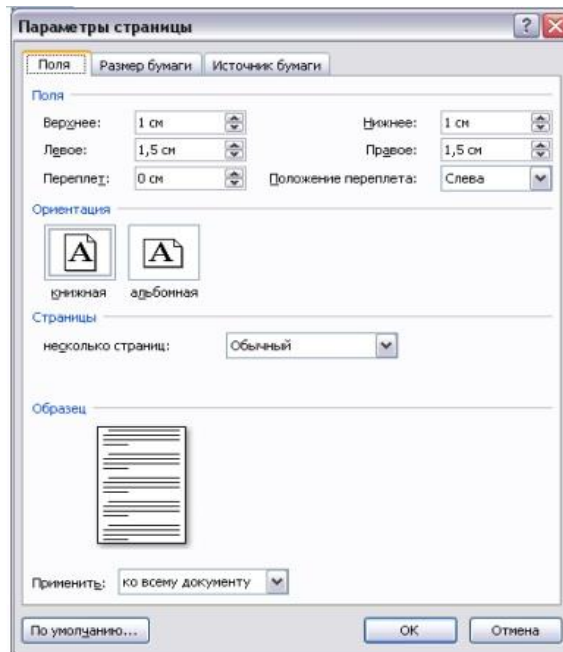 Параметры страницы
Поля Размер бумаги Источник бумаги
Поля
Верхнее: 1 см Нижнее: 1 см
Левое: 1,5 см Правое: 1,5 см
Переплет: 0 см Положение переплета: Слева
Ориентация
A A
книжная альбомная
Страницы
несколько страниц: Обычный
Образец
Применить: ко всему документу
По умолчанию... ОК Отмена